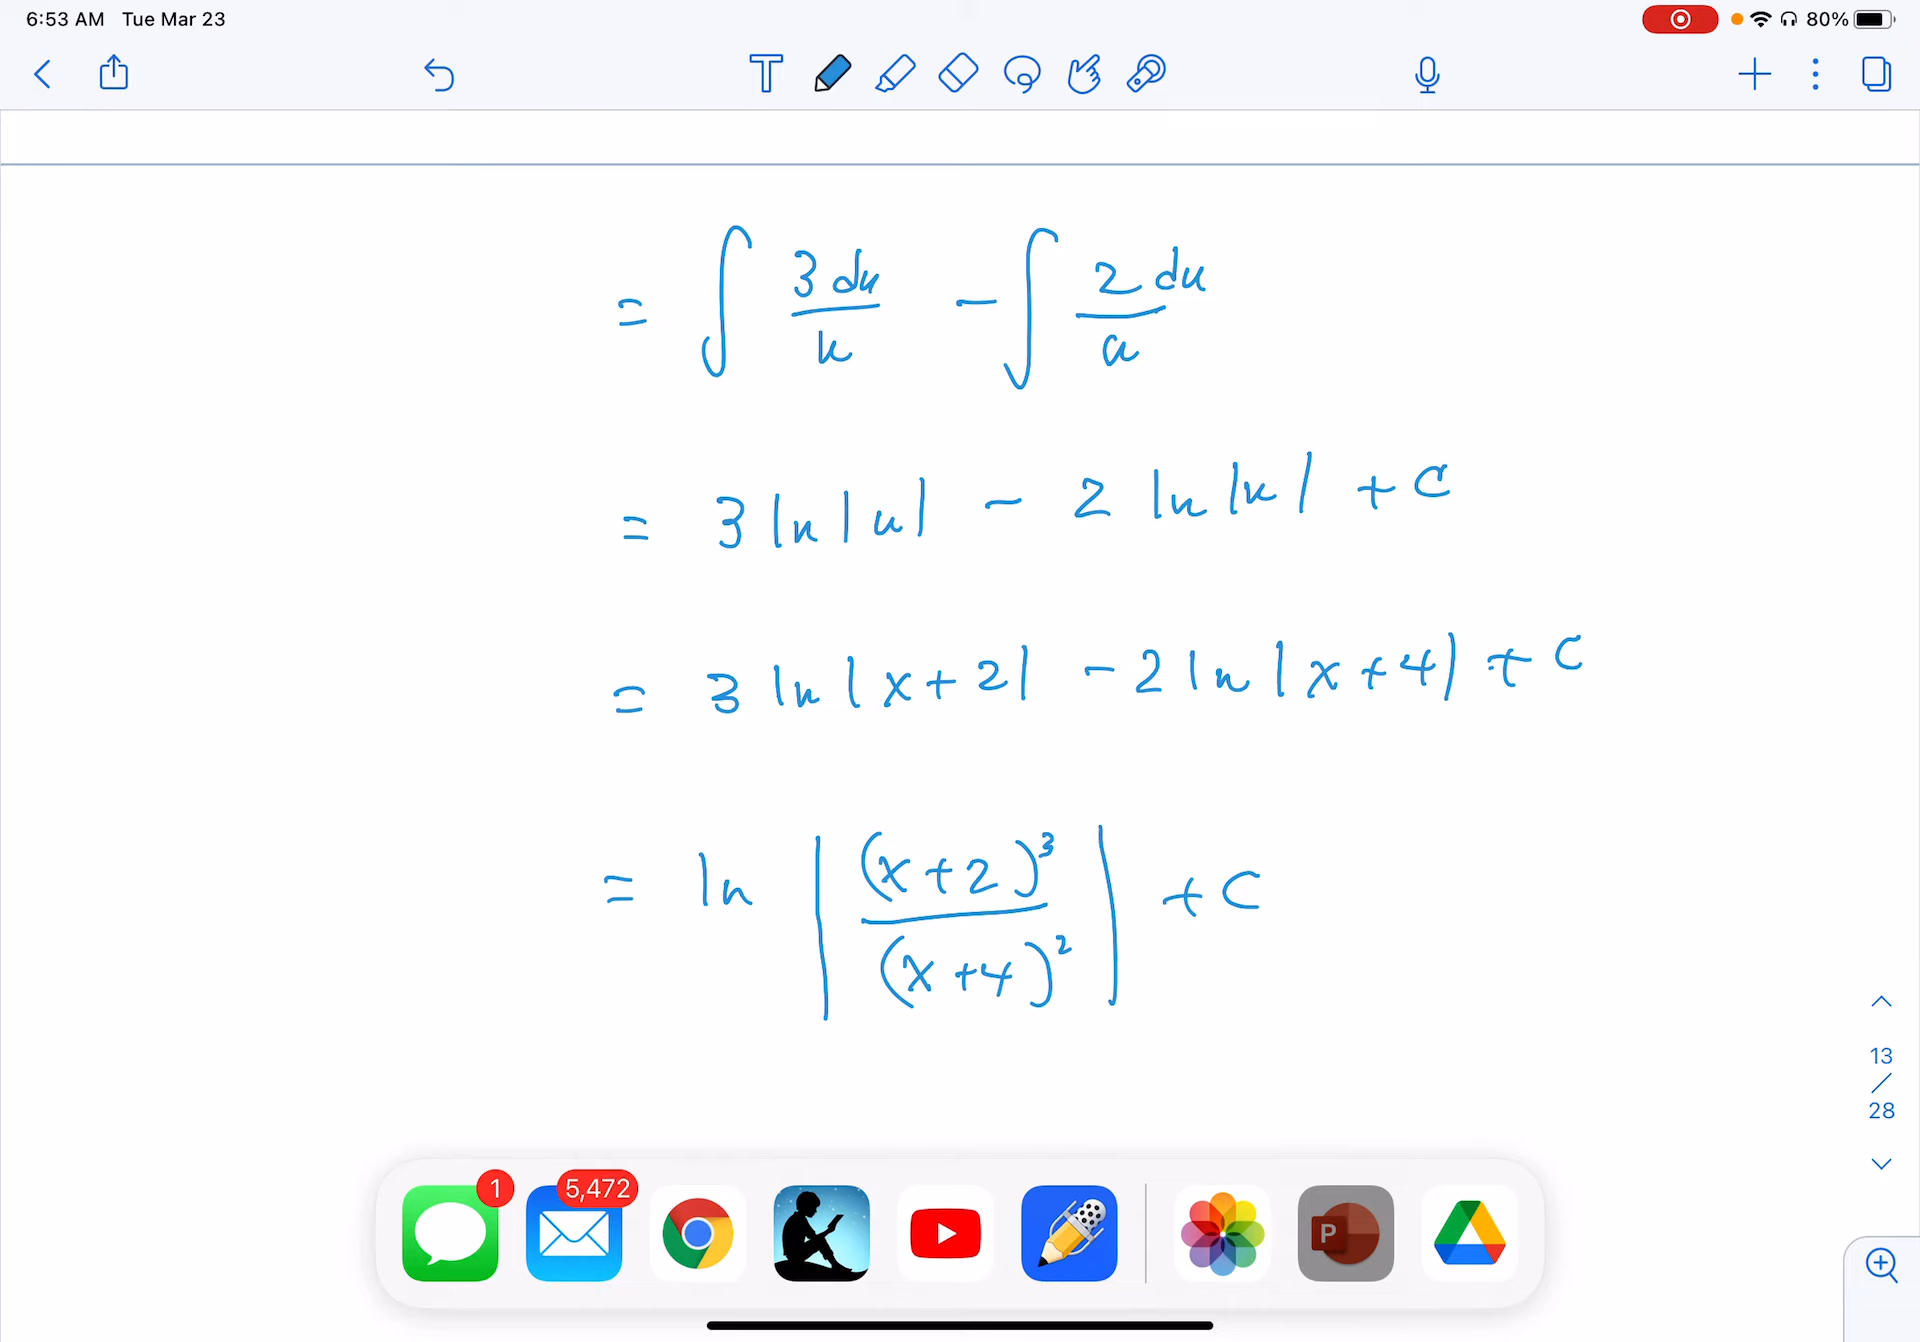 6:53 AM Tue Mar 23 80%
= ∫ 3 du / u - ∫ 2 du / u
= 3 ln |u| - 2 ln |u| + C
= 3 ln |x+2| - 2 ln |x+4| + C
= ln | (x+2)³ / (x+4)² | + C
13
/
28
1
5,472
P